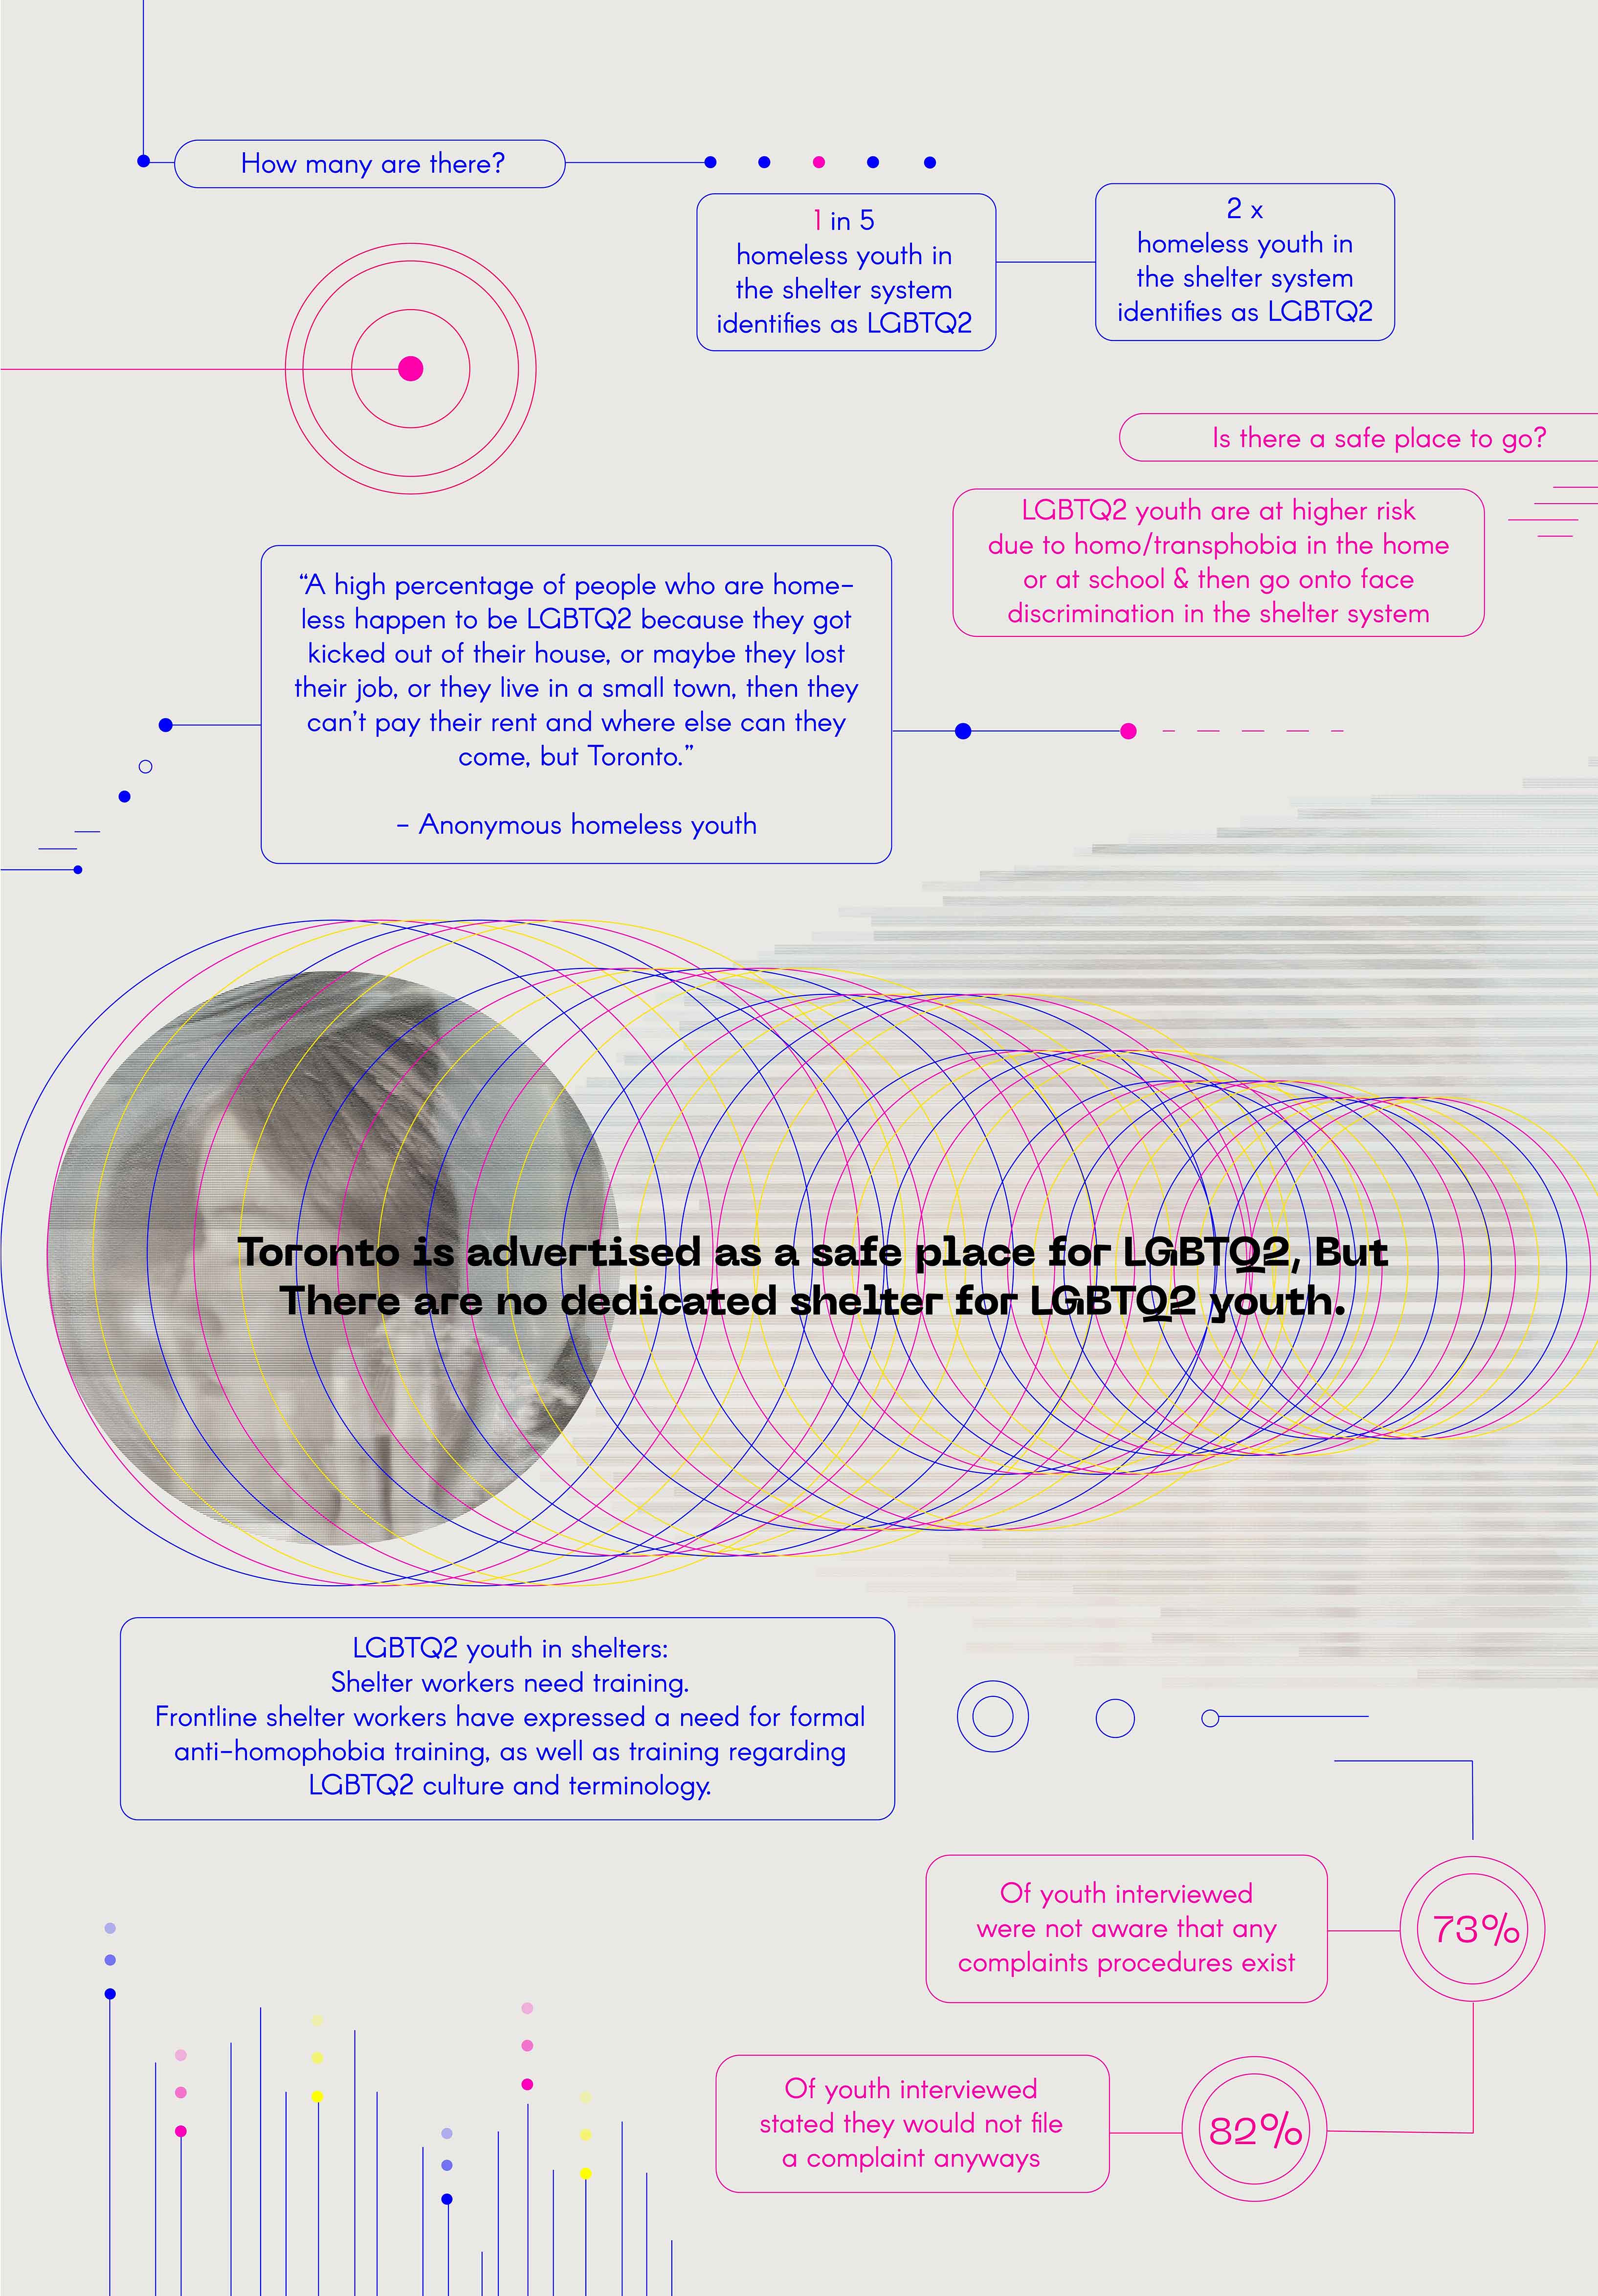 How many are there?
1 in 5
homeless youth in
the shelter system
identifies as LGBTQ2
2 x
homeless youth in
the shelter system
identifies as LGBTQ2
Is there a safe place to go?
LGBTQ2 youth are at higher risk
due to homo/transphobia in the home
or at school & then go onto face
discrimination in the shelter system
“A high percentage of people who are home-
less happen to be LGBTQ2 because they got
kicked out of their house, or maybe they lost
their job, or they live in a small town, then they
can’t pay their rent and where else can they
come, but Toronto.”
- Anonymous homeless youth
Toronto is advertised as a safe place for LGBTQ2, But
There are no dedicated shelter for LGBTQ2 youth.
LGBTQ2 youth in shelters:
Shelter workers need training.
Frontline shelter workers have expressed a need for formal
anti-homophobia training, as well as training regarding
LGBTQ2 culture and terminology.
Of youth interviewed
were not aware that any
complaints procedures exist
73%
Of youth interviewed
stated they would not file
a complaint anyways
82%